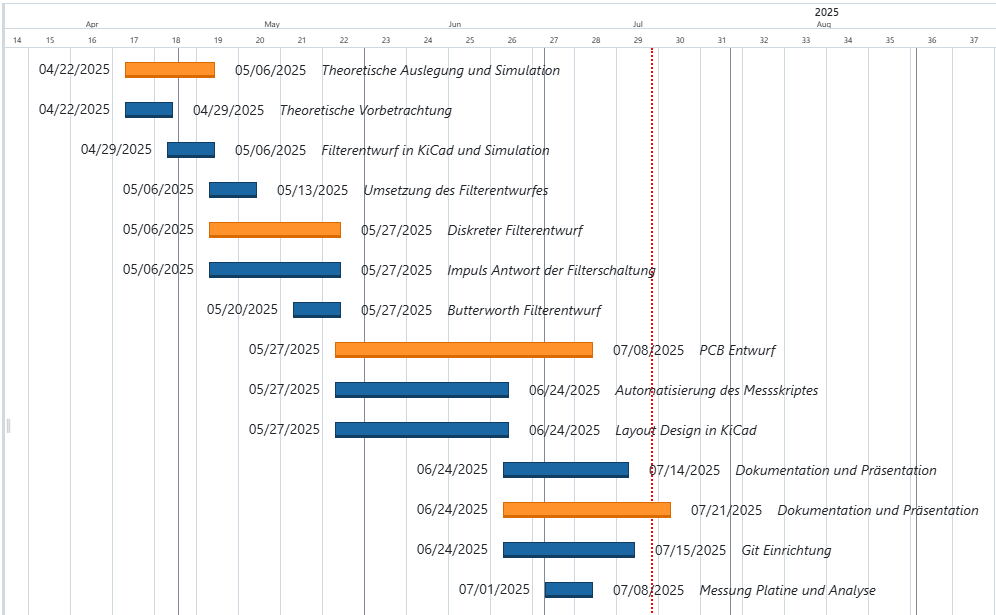 2025
Apr May Jun Jul Aug
14 15 16 17 18 19 20 21 22 23 24 25 26 27 28 29 30 31 32 33 34 35 36 37
04/22/2025 05/06/2025 Theoretische Auslegung und Simulation
04/22/2025 04/29/2025 Theoretische Vorbetrachtung
04/29/2025 05/06/2025 Filterentwurf in KiCad und Simulation
05/06/2025 05/13/2025 Umsetzung des Filterentwurfes
05/06/2025 05/27/2025 Diskreter Filterentwurf
05/06/2025 05/27/2025 Impuls Antwort der Filterschaltung
05/20/2025 05/27/2025 Butterworth Filterentwurf
05/27/2025 07/08/2025 PCB Entwurf
05/27/2025 06/24/2025 Automatisierung des Messskriptes
05/27/2025 06/24/2025 Layout Design in KiCad
06/24/2025 07/14/2025 Dokumentation und Präsentation
06/24/2025 07/21/2025 Dokumentation und Präsentation
06/24/2025 07/15/2025 Git Einrichtung
07/01/2025 07/08/2025 Messung Platine und Analyse